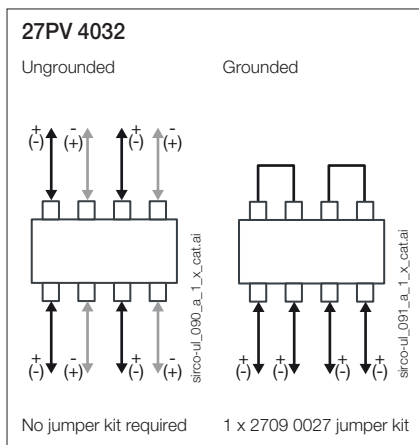 27PV 4032
Ungrounded Grounded
+ - + -
(-) (+) (-) (+)
sirco-ul_090_a_1_x_cat.ai
sirco-ul_091_a_1_x_cat.ai
+ - + - + + + +
(-) (+) (-) (+) (-) (-) (-) (-)
No jumper kit required 1 x 2709 0027 jumper kit